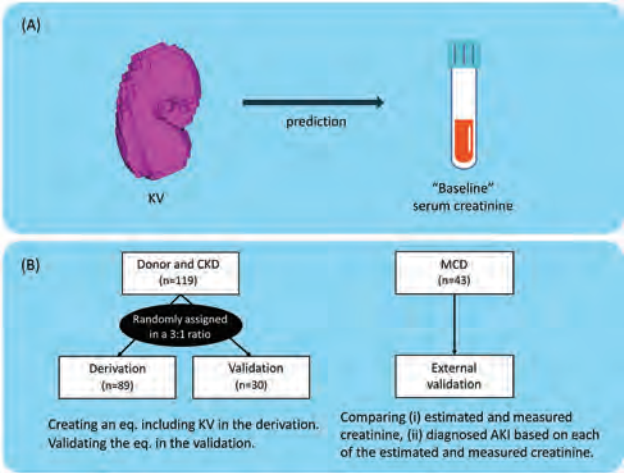 (A)
prediction
KV
"Baseline"
serum creatinine
(B)
Donor and CKD
(n=119)
Randomly assigned
in a 3:1 ratio
Derivation
(n=89)
Validation
(n=30)
Creating an eq. including KV in the derivation.
Validating the eq. in the validation.
MCD
(n=43)
External
validation
Comparing (i) estimated and measured
creatinine, (ii) diagnosed AKI based on each
of the estimated and measured creatinine.